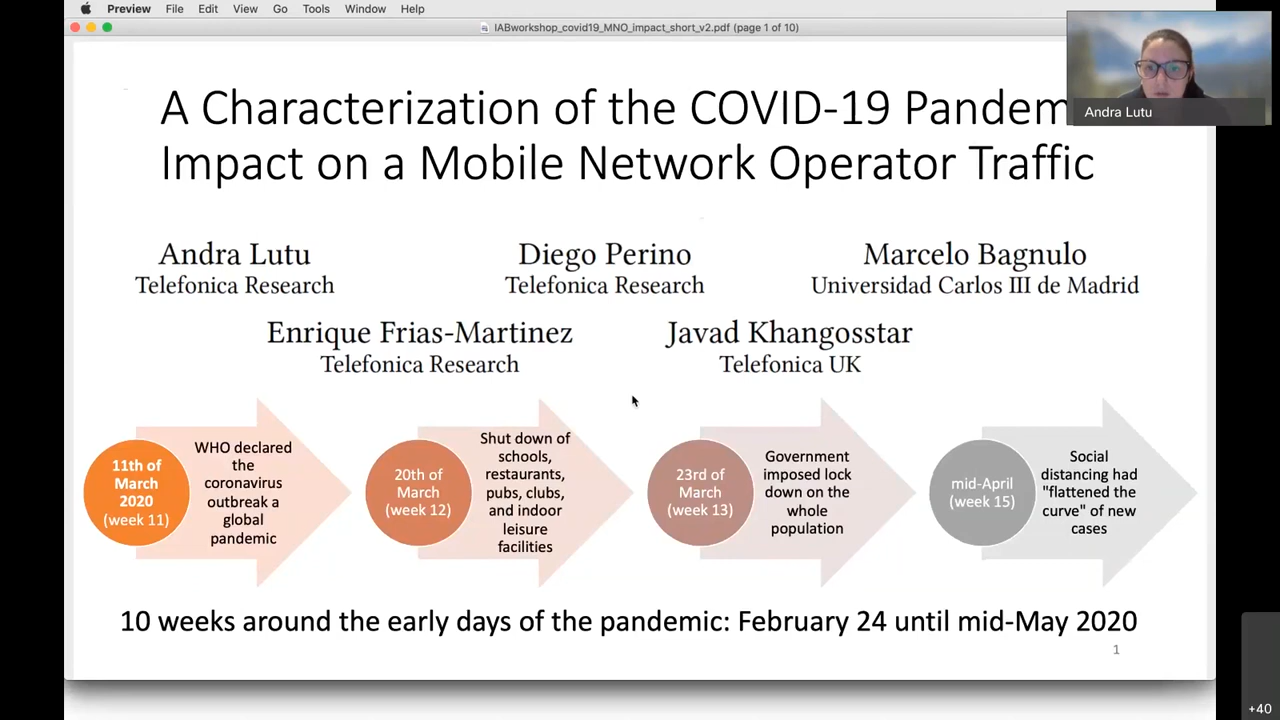 Preview File Edit View Go Tools Window Help
IABworkshop_covid19_MNO_impact_short_v2.pdf (page 1 of 10)
Andra Lutu
A Characterization of the COVID-19 Pandem
Impact on a Mobile Network Operator Traffic
Andra Lutu
Telefonica Research
Diego Perino
Telefonica Research
Marcelo Bagnulo
Universidad Carlos III de Madrid
Enrique Frias-Martinez
Telefonica Research
Javad Khangosstar
Telefonica UK
11th of
March
2020
(week 11)
WHO declared
the
coronavirus
outbreak a
global
pandemic
20th of
March
(week 12)
Shut down of
schools,
restaurants,
pubs, clubs,
and indoor
leisure
facilities
23rd of
March
(week 13)
Government
imposed lock
down on the
whole
population
mid-April
(week 15)
Social
distancing had
"flattened the
curve" of new
cases
10 weeks around the early days of the pandemic: February 24 until mid-May 2020
1
+40